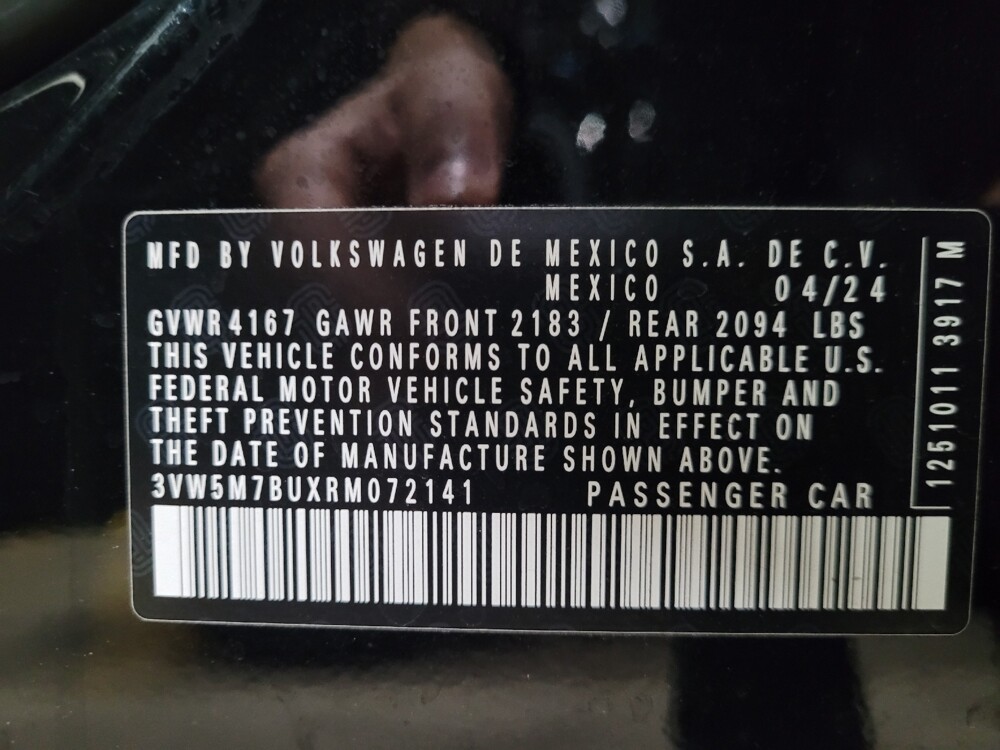 MFD BY VOLKSWAGEN DE MEXICO S.A. DE C.V.
MEXICO 04/24
GVWR 4167 GAWR FRONT 2183 / REAR 2094 LBS
THIS VEHICLE CONFORMS TO ALL APPLICABLE U.S.
FEDERAL MOTOR VEHICLE SAFETY, BUMPER AND
THEFT PREVENTION STANDARDS IN EFFECT ON
THE DATE OF MANUFACTURE SHOWN ABOVE.
3VW5M7BUXRM072141 PASSENGER CAR
1251011 3917 M